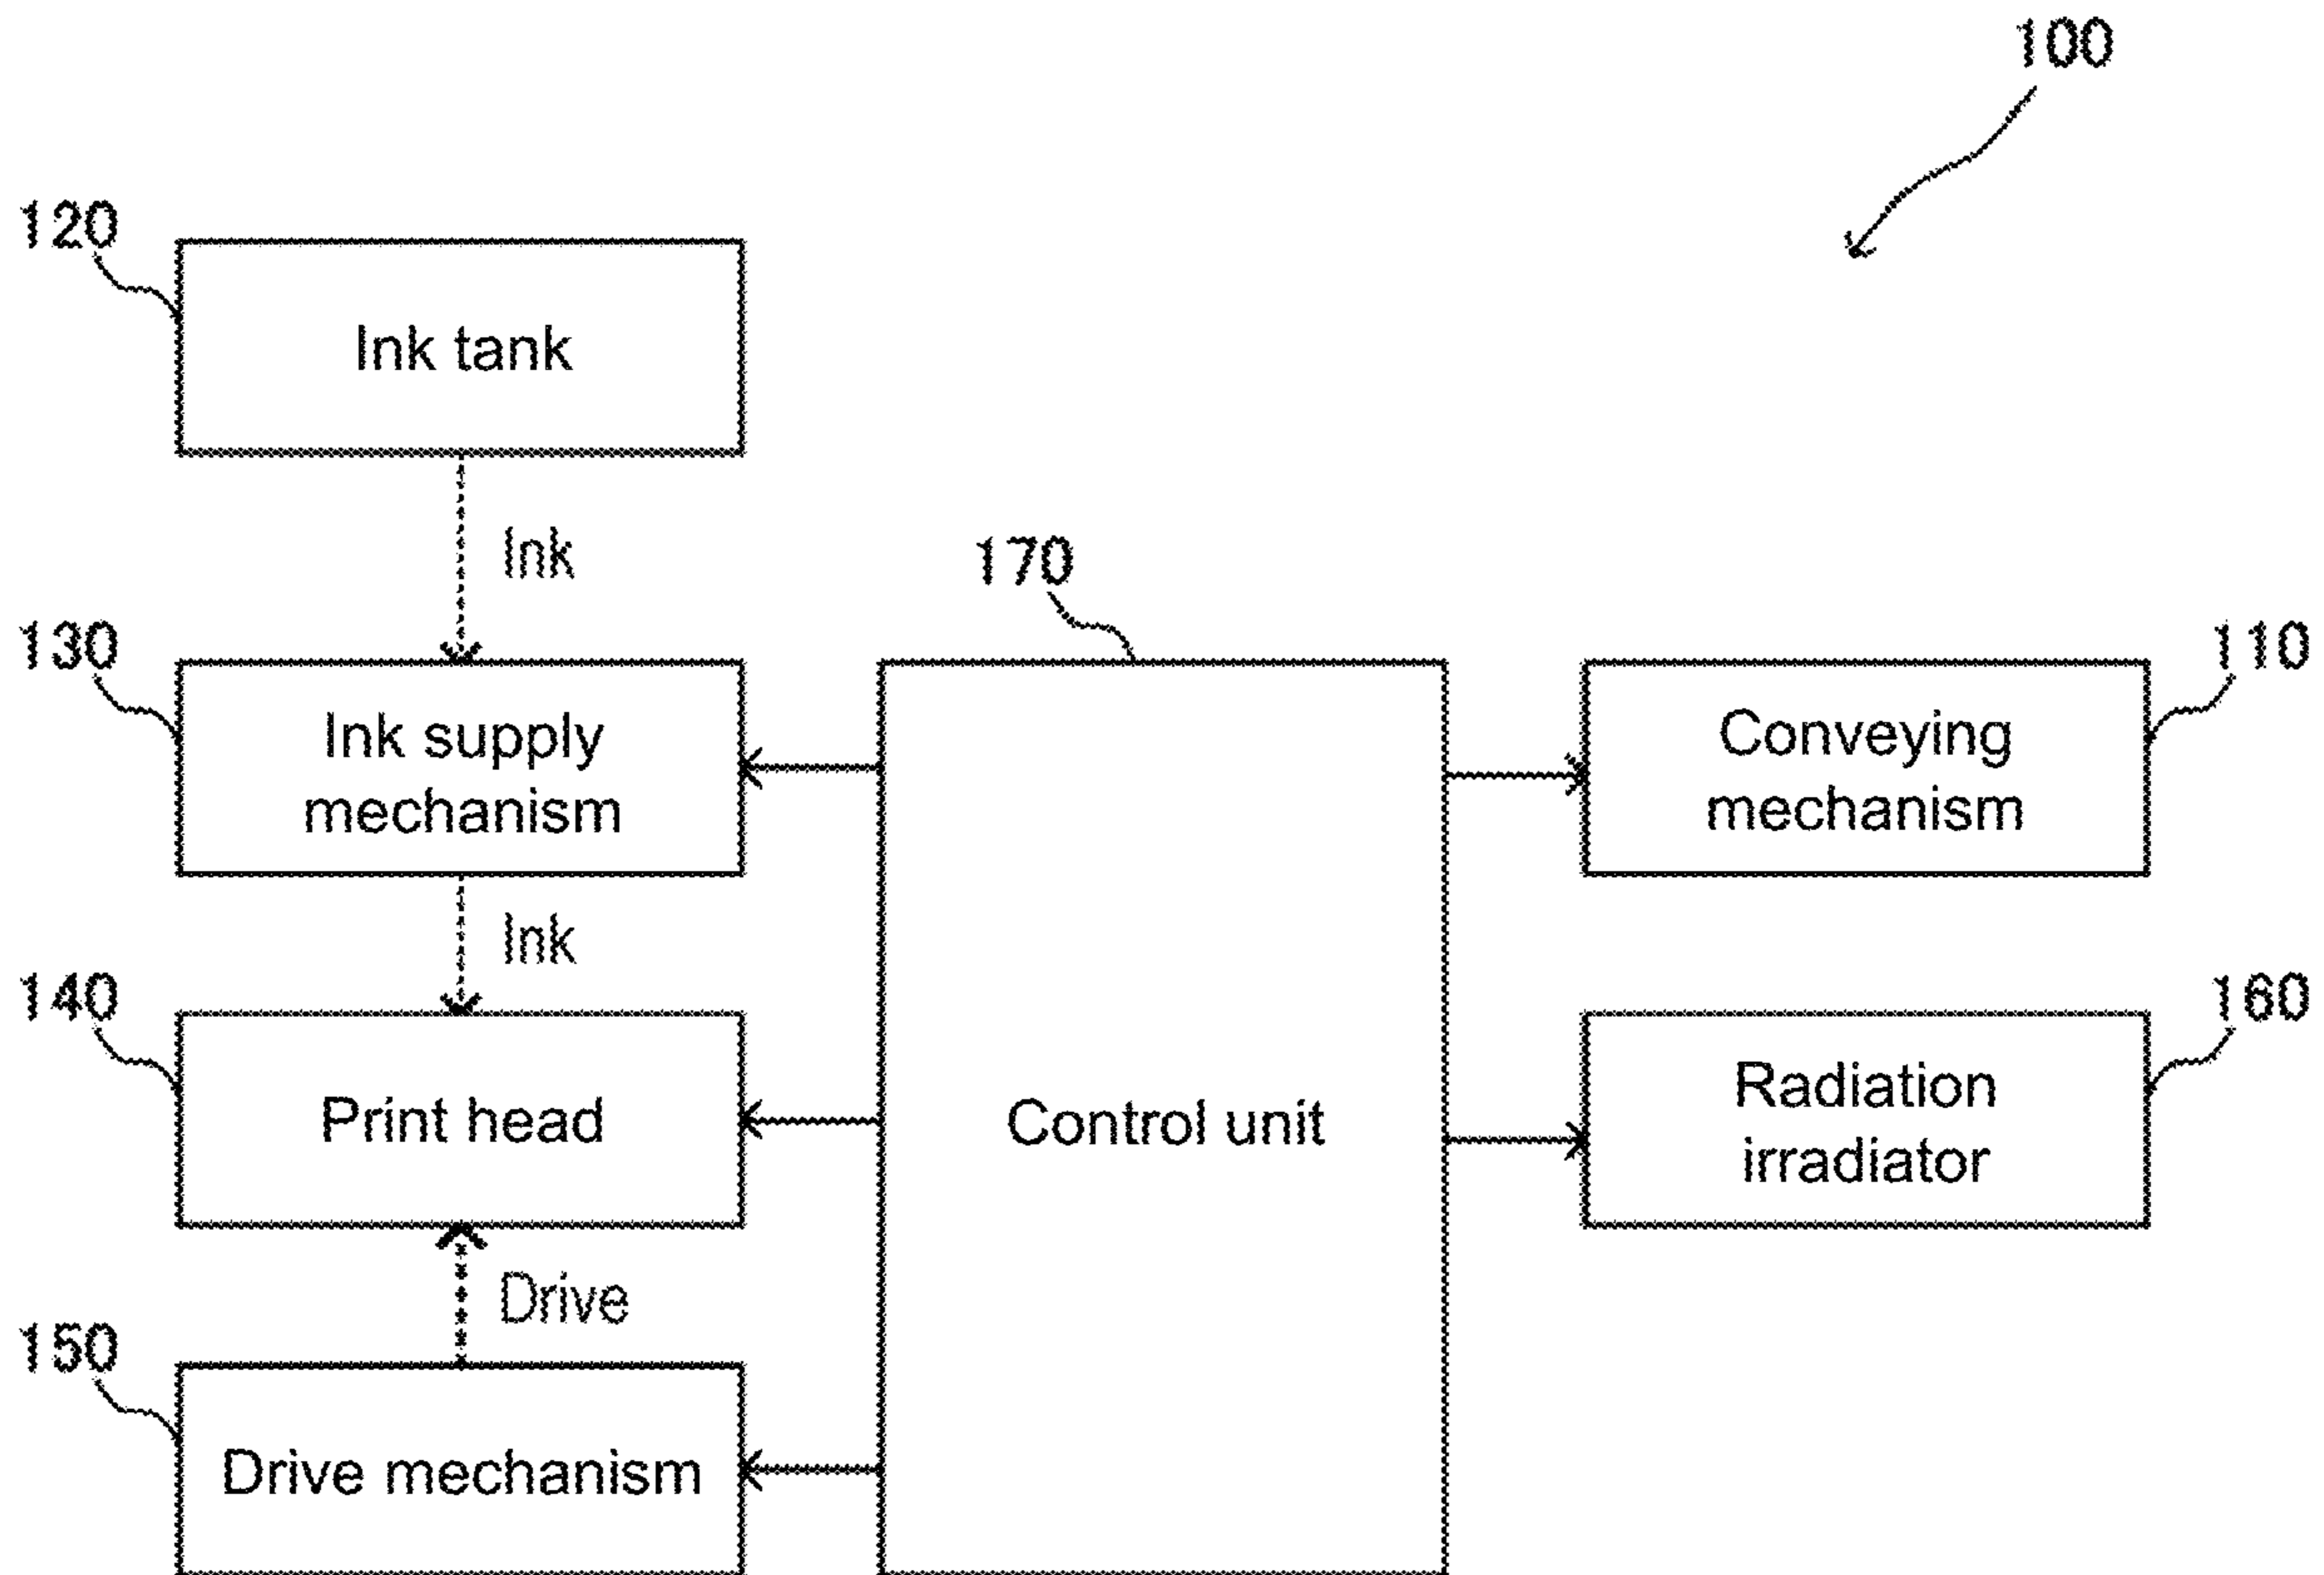 100
120
Ink tank
Ink
170
130
Ink supply
mechanism
110
Conveying
mechanism
Ink
140
Print head
Control unit
160
Radiation
irradiator
Drive
150
Drive mechanism